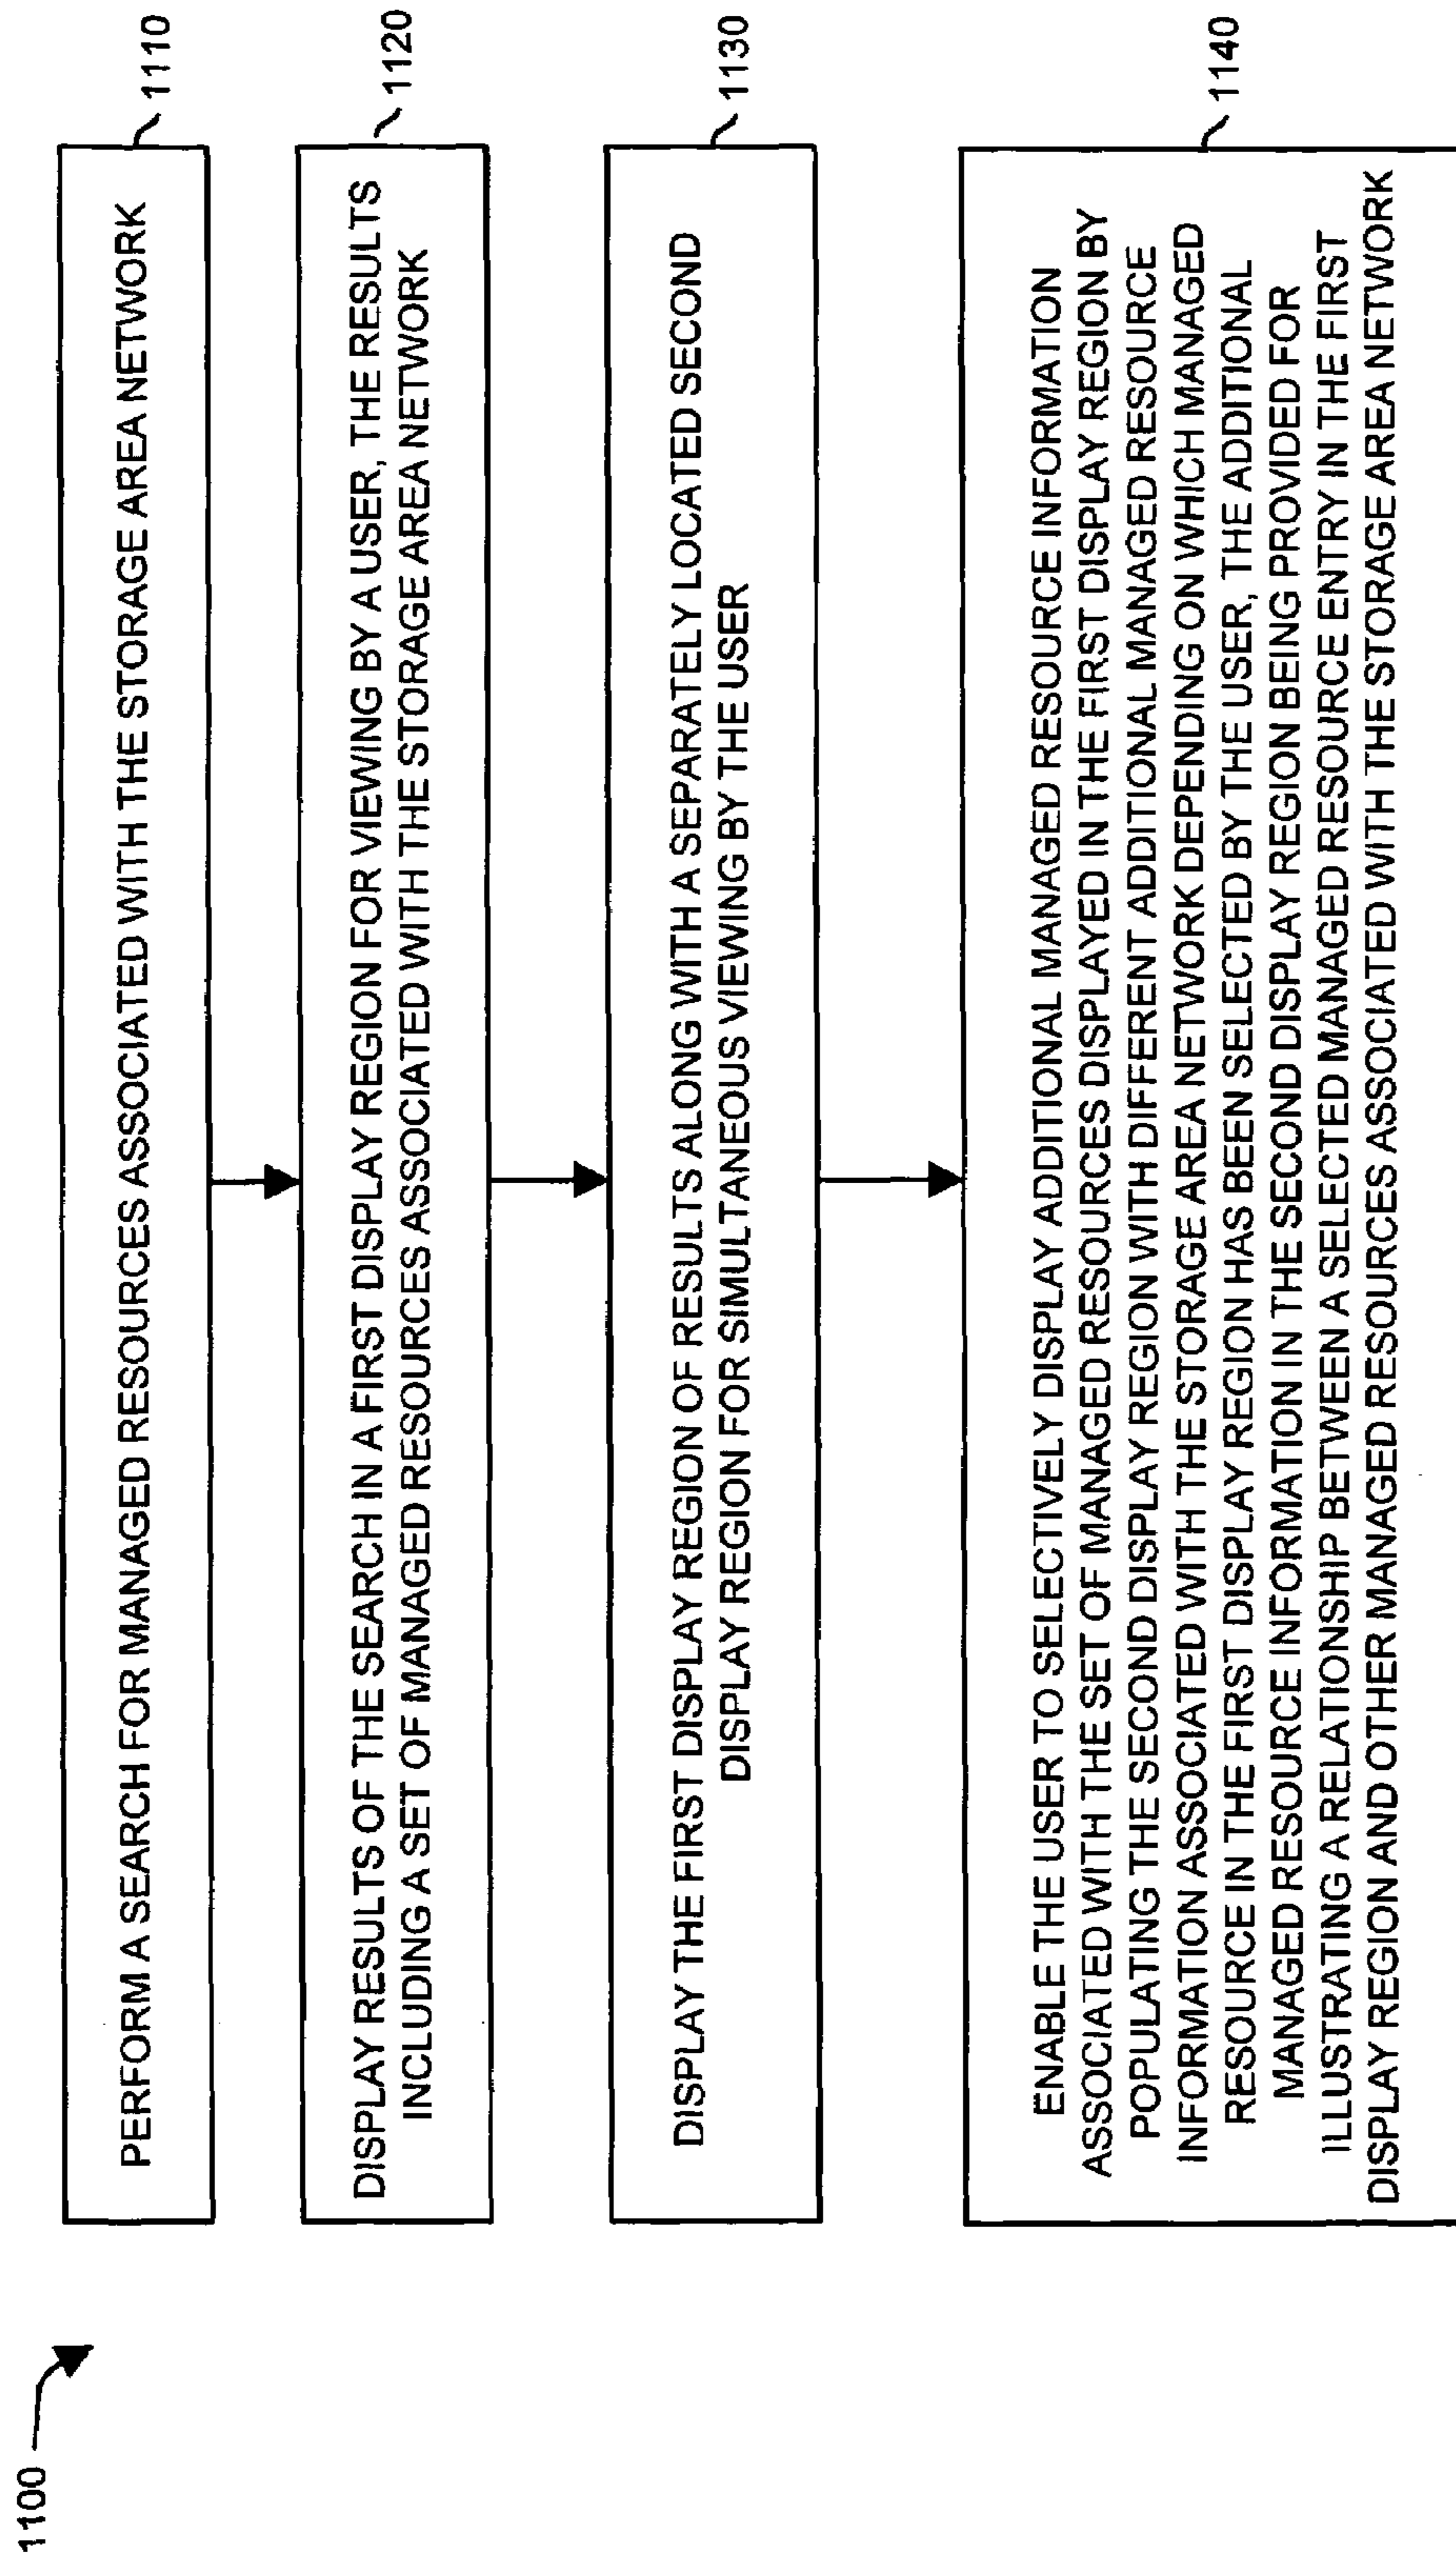 1100
PERFORM A SEARCH FOR MANAGED RESOURCES ASSOCIATED WITH THE STORAGE AREA NETWORK
1110
DISPLAY RESULTS OF THE SEARCH IN A FIRST DISPLAY REGION FOR VIEWING BY A USER, THE RESULTS
INCLUDING A SET OF MANAGED RESOURCES ASSOCIATED WITH THE STORAGE AREA NETWORK
1120
DISPLAY THE FIRST DISPLAY REGION OF RESULTS ALONG WITH A SEPARATELY LOCATED SECOND
DISPLAY REGION FOR SIMULTANEOUS VIEWING BY THE USER
1130
ENABLE THE USER TO SELECTIVELY DISPLAY ADDITIONAL MANAGED RESOURCE INFORMATION
ASSOCIATED WITH THE SET OF MANAGED RESOURCES DISPLAYED IN THE FIRST DISPLAY REGION BY
POPULATING THE SECOND DISPLAY REGION WITH DIFFERENT ADDITIONAL MANAGED RESOURCE
INFORMATION ASSOCIATED WITH THE STORAGE AREA NETWORK DEPENDING ON WHICH MANAGED
RESOURCE IN THE FIRST DISPLAY REGION HAS BEEN SELECTED BY THE USER, THE ADDITIONAL
MANAGED RESOURCE INFORMATION IN THE SECOND DISPLAY REGION BEING PROVIDED FOR
ILLUSTRATING A RELATIONSHIP BETWEEN A SELECTED MANAGED RESOURCE ENTRY IN THE FIRST
DISPLAY REGION AND OTHER MANAGED RESOURCES ASSOCIATED WITH THE STORAGE AREA NETWORK
1140